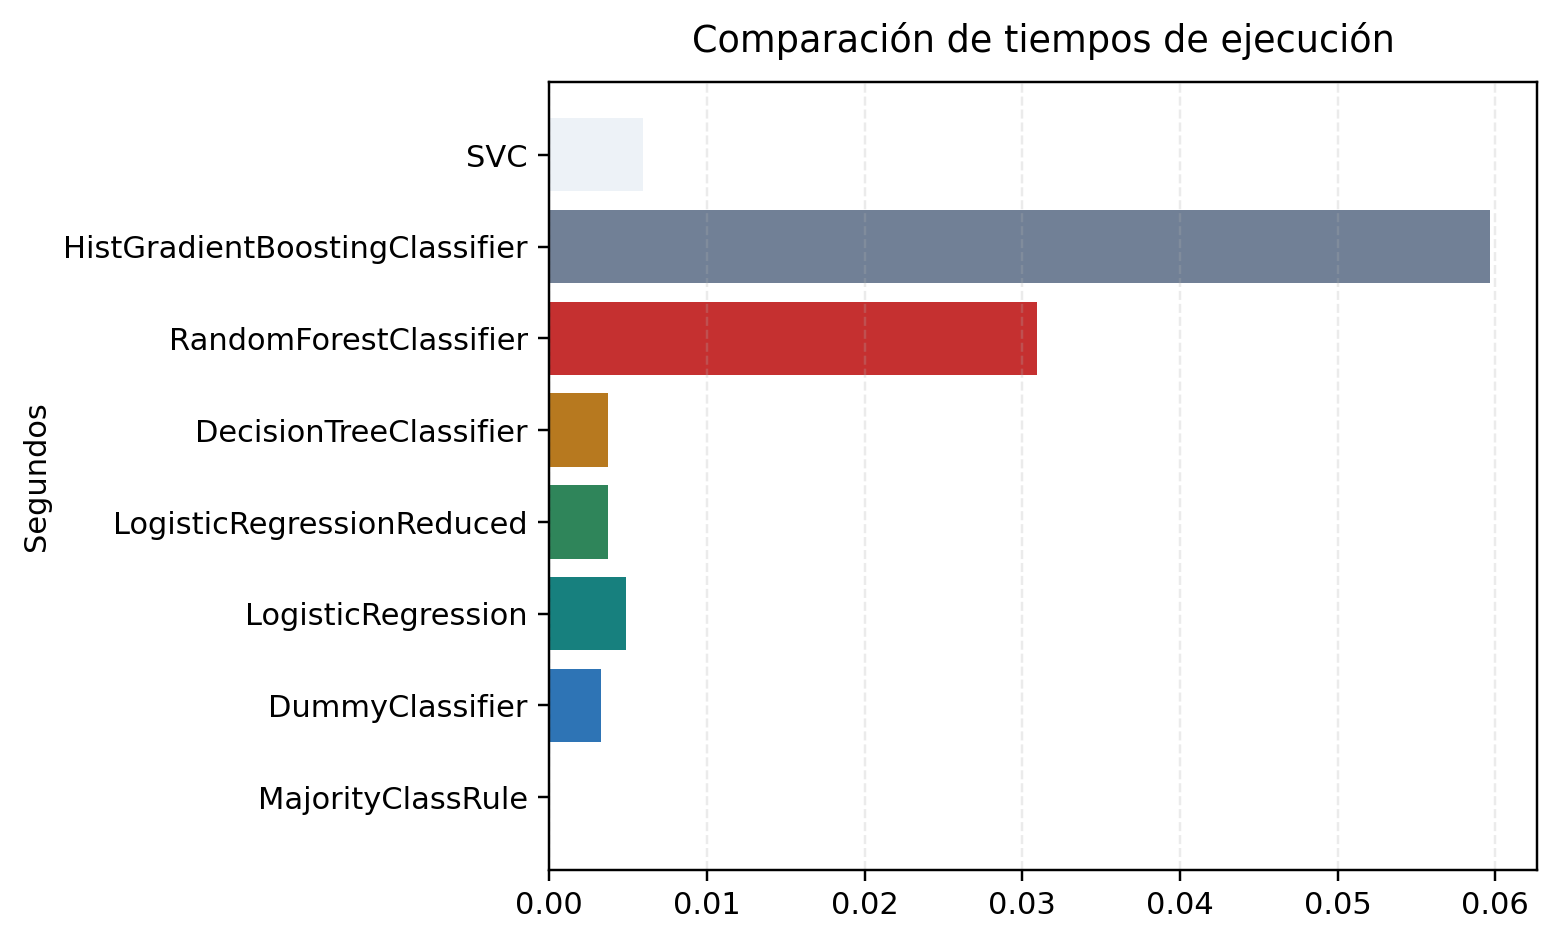 Comparación de tiempos de ejecución
SVC
HistGradientBoostingClassifier
RandomForestClassifier
DecisionTreeClassifier
LogisticRegressionReduced
LogisticRegression
DummyClassifier
MajorityClassRule
Segundos
0.00 0.01 0.02 0.03 0.04 0.05 0.06